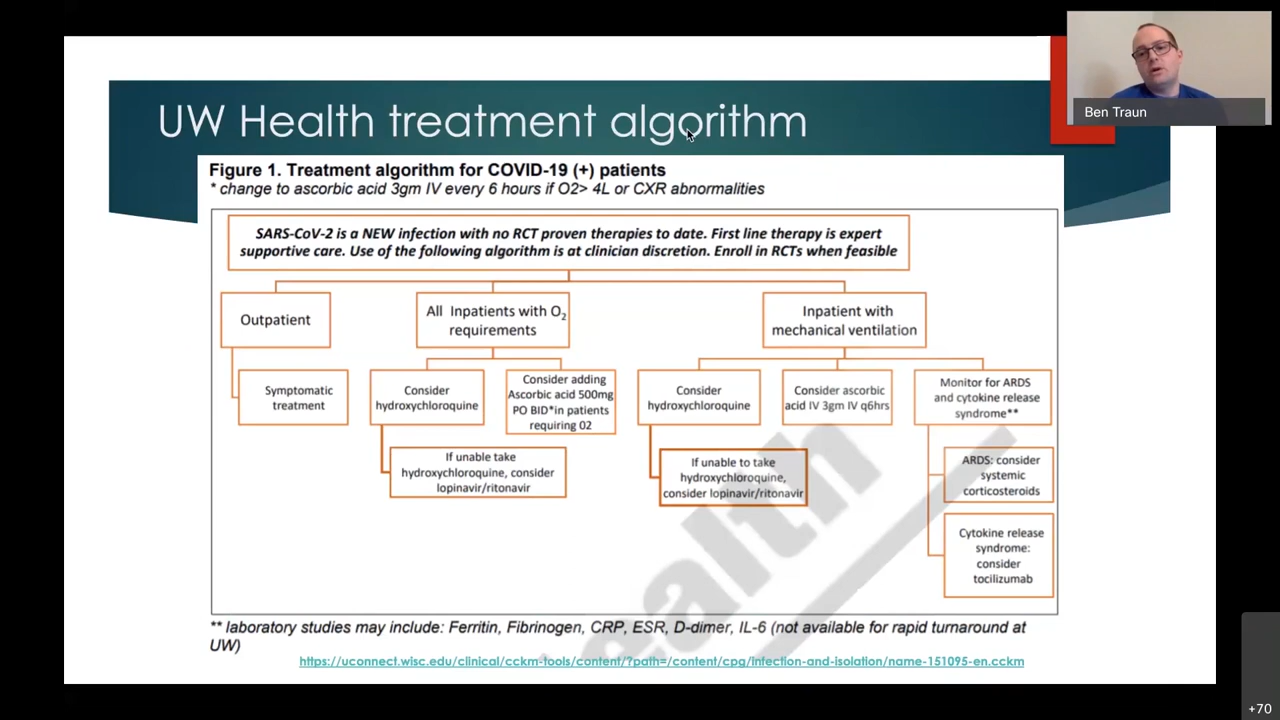 Ben Traun
UW Health treatment algorithm
Figure 1. Treatment algorithm for COVID-19 (+) patients
* change to ascorbic acid 3gm IV every 6 hours if O2> 4L or CXR abnormalities
SARS-CoV-2 is a NEW infection with no RCT proven therapies to date. First line therapy is expert
supportive care. Use of the following algorithm is at clinician discretion. Enroll in RCTs when feasible
Outpatient
Symptomatic
treatment
All Inpatients with O2
requirements
Consider
hydroxychloroquine
If unable take
hydroxychloroquine, consider
lopinavir/ritonavir
Consider adding
Ascorbic acid 500mg
PO BID*in patients
requiring 02
Inpatient with
mechanical ventilation
Consider
hydroxychloroquine
If unable to take
hydroxychloroquine,
consider lopinavir/ritonavir
Consider ascorbic
acid IV 3gm IV q6hrs
Monitor for ARDS
and cytokine release
syndrome**
ARDS: consider
systemic
corticosteroids
Cytokine release
syndrome:
consider
tocilizumab
ealth
** laboratory studies may include: Ferritin, Fibrinogen, CRP, ESR, D-dimer, IL-6 (not available for rapid turnaround at
UW)
https://uconnect.wisc.edu/clinical/cckm-tools/content/?path=/content/cpg/infection-and-isolation/name-151095-en.cckm
+70